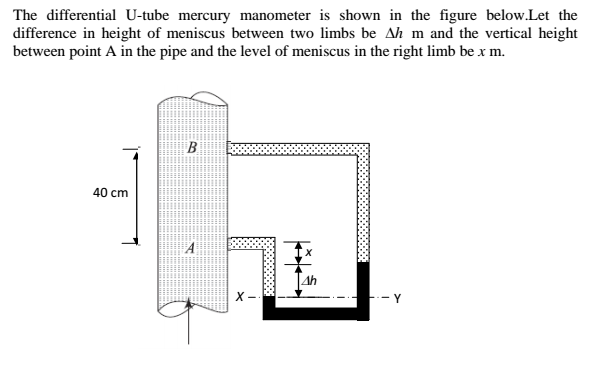 The differential U-tube mercury manometer is shown in the figure below.Let the
difference in height of meniscus between two limbs be Δh m and the vertical height
between point A in the pipe and the level of meniscus in the right limb be x m.
B
40 cm
A
x
Δh
X
Y